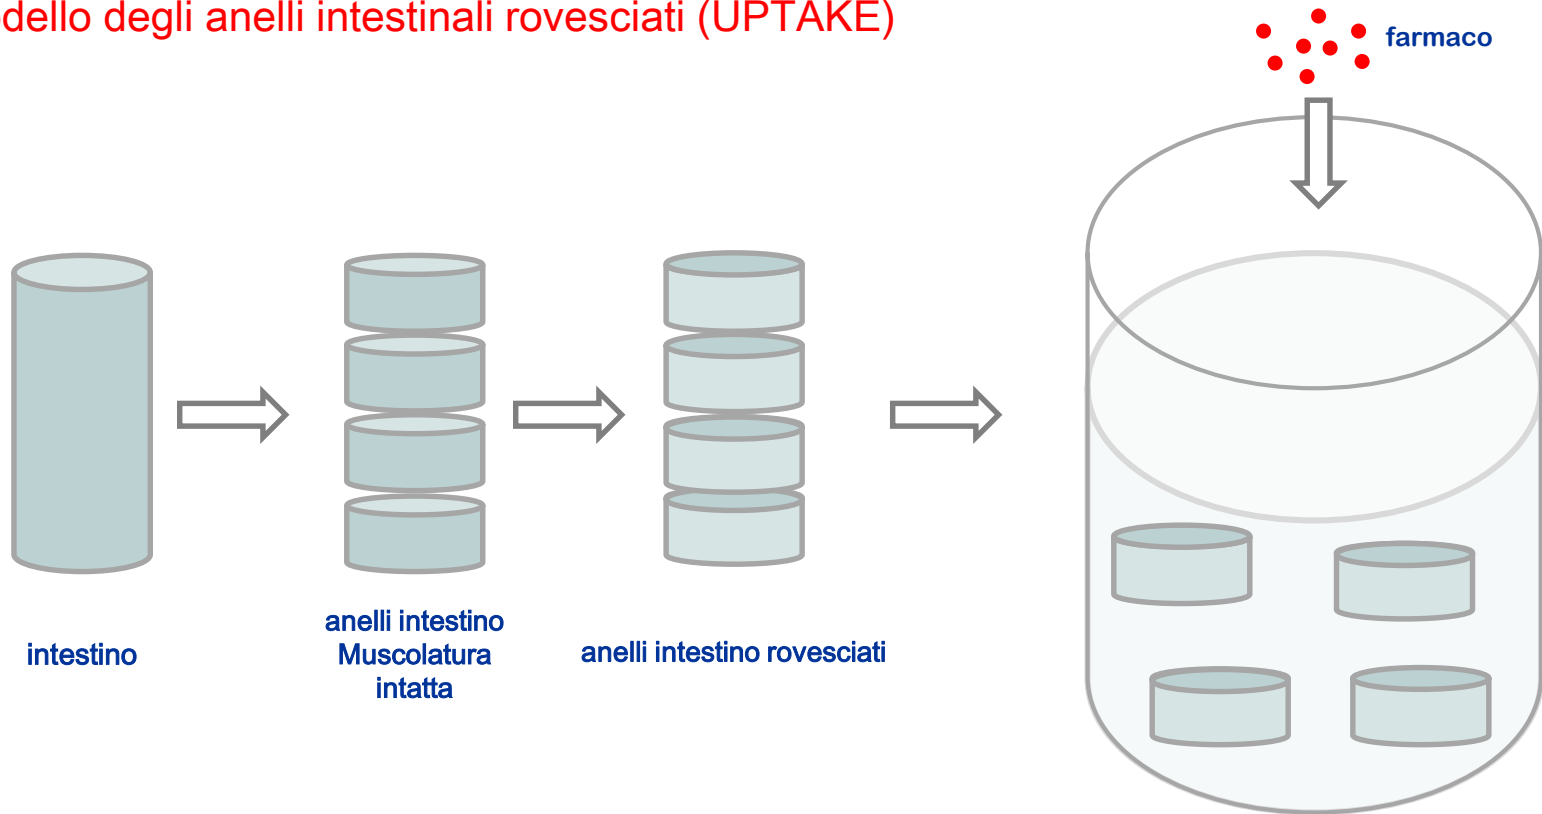 dello degli anelli intestinali rovesciati (UPTAKE)
farmaco
intestino
anelli intestino
Muscolatura
intatta
anelli intestino rovesciati